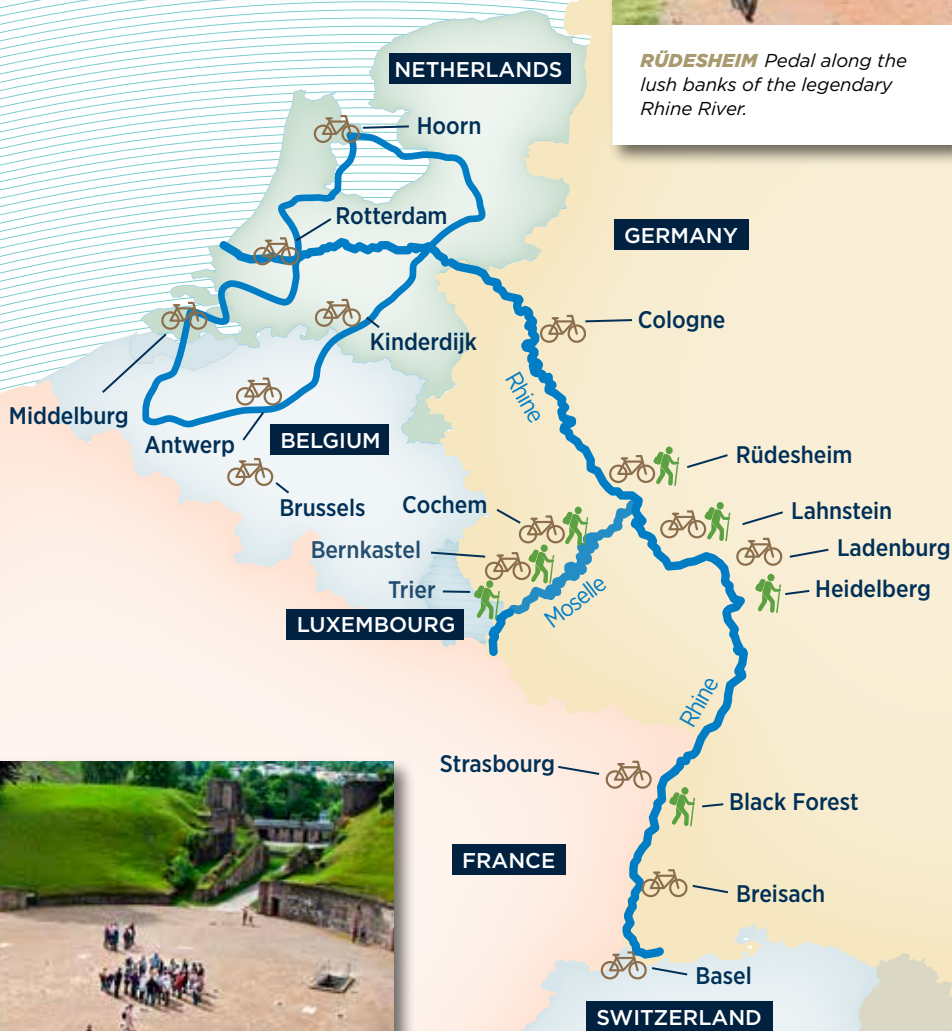 NETHERLANDS
RÜDESHEIM Pedal along the
lush banks of the legendary
Rhine River.
Hoorn
Rotterdam
GERMANY
Cologne
Kinderdijk
Rhine
Middelburg
Antwerp
BELGIUM
Rüdesheim
Brussels
Cochem
Lahnstein
Bernkastel
Ladenburg
Trier
Moselle
Heidelberg
LUXEMBOURG
Rhine
Strasbourg
Black Forest
FRANCE
Breisach
Basel
SWITZERLAND